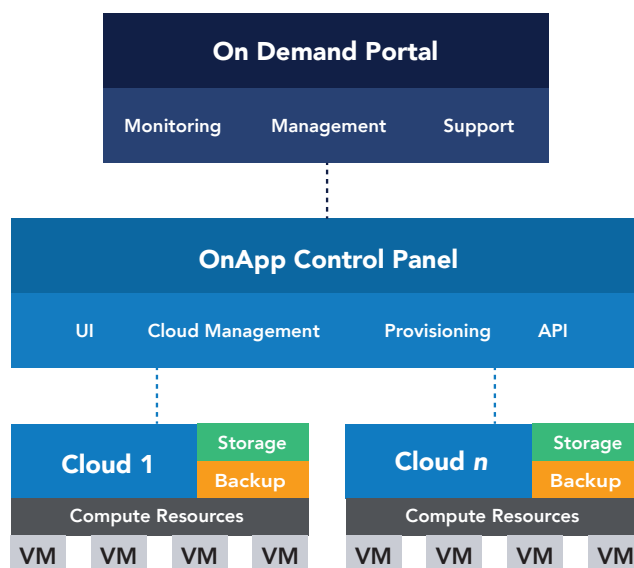 On Demand Portal
Monitoring Management Support
OnApp Control Panel
UI Cloud Management Provisioning API
Cloud 1
Storage
Backup
Compute Resources
VM VM VM VM
Cloud n
Storage
Backup
Compute Resources
VM VM VM VM